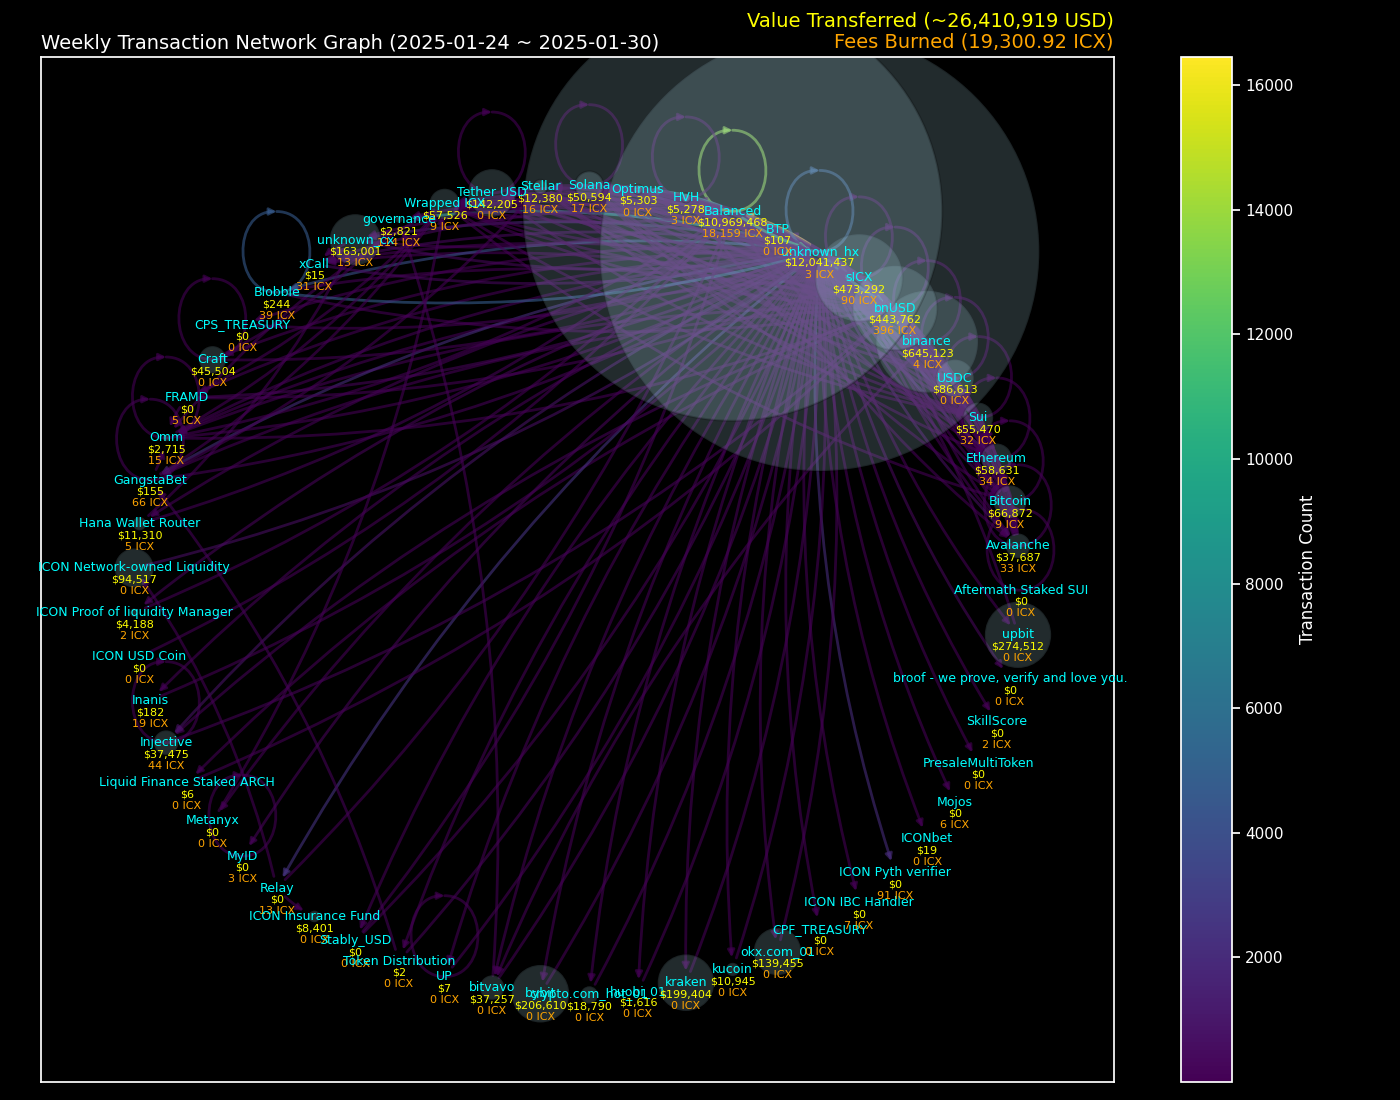 Value Transferred (~26,410,919 USD)
Weekly Transaction Network Graph (2025-01-24 ~ 2025-01-30)
Fees Burned (19,300.92 ICX)
Tether USD
$142,205
0 ICX
Stellar
$12,380
16 ICX
Solana
$50,594
17 ICX
Optimus
$5,303
0 ICX
HVH
$5,278
3 ICX
Balanced
$10,969,468
18,159 ICX
BTP
$107
0 ICX
unknown_hx
$12,041,437
3 ICX
sICX
$473,292
90 ICX
bnUSD
$443,762
396 ICX
binance
$645,123
4 ICX
USDC
$86,613
0 ICX
Sui
$55,470
32 ICX
Ethereum
$58,631
34 ICX
Bitcoin
$66,872
9 ICX
Avalanche
$37,687
33 ICX
Aftermath Staked SUI
$0
0 ICX
upbit
$274,512
0 ICX
broof - we prove, verify and love you.
$0
0 ICX
SkillScore
$0
2 ICX
PresaleMultiToken
$0
0 ICX
Mojos
$0
6 ICX
ICONbet
$19
0 ICX
ICON Pyth verifier
$0
91 ICX
ICON IBC Handler
$0
7 ICX
CPF_TREASURY
$0
0 ICX
okx.com_01
$139,455
0 ICX
kucoin
$10,945
0 ICX
kraken
$199,404
0 ICX
huobi_01
$1,616
0 ICX
crypto.com_hot_01
$18,790
0 ICX
bybit
$206,610
0 ICX
bitvavo
$37,257
0 ICX
UP
$7
0 ICX
Token Distribution
$2
0 ICX
Stably_USD
$0
0 ICX
ICON Insurance Fund
$8,401
0 ICX
Relay
$0
13 ICX
MyID
$0
3 ICX
Metanyx
$0
0 ICX
Liquid Finance Staked ARCH
$6
0 ICX
Injective
$37,475
44 ICX
Inanis
$182
19 ICX
ICON USD Coin
$0
0 ICX
ICON Proof of liquidity Manager
$4,188
2 ICX
ICON Network-owned Liquidity
$94,517
0 ICX
Hana Wallet Router
$11,310
5 ICX
GangstaBet
$155
66 ICX
Omm
$2,715
15 ICX
FRAMD
$0
5 ICX
Craft
$45,504
0 ICX
CPS_TREASURY
$0
0 ICX
Blobble
$244
39 ICX
xCall
$15
31 ICX
unknown_cx
$163,001
13 ICX
governance
$2,821
ICX
Wrapped ICX
$57,526
9 ICX
16000
14000
12000
10000
8000
6000
4000
2000
Transaction Count